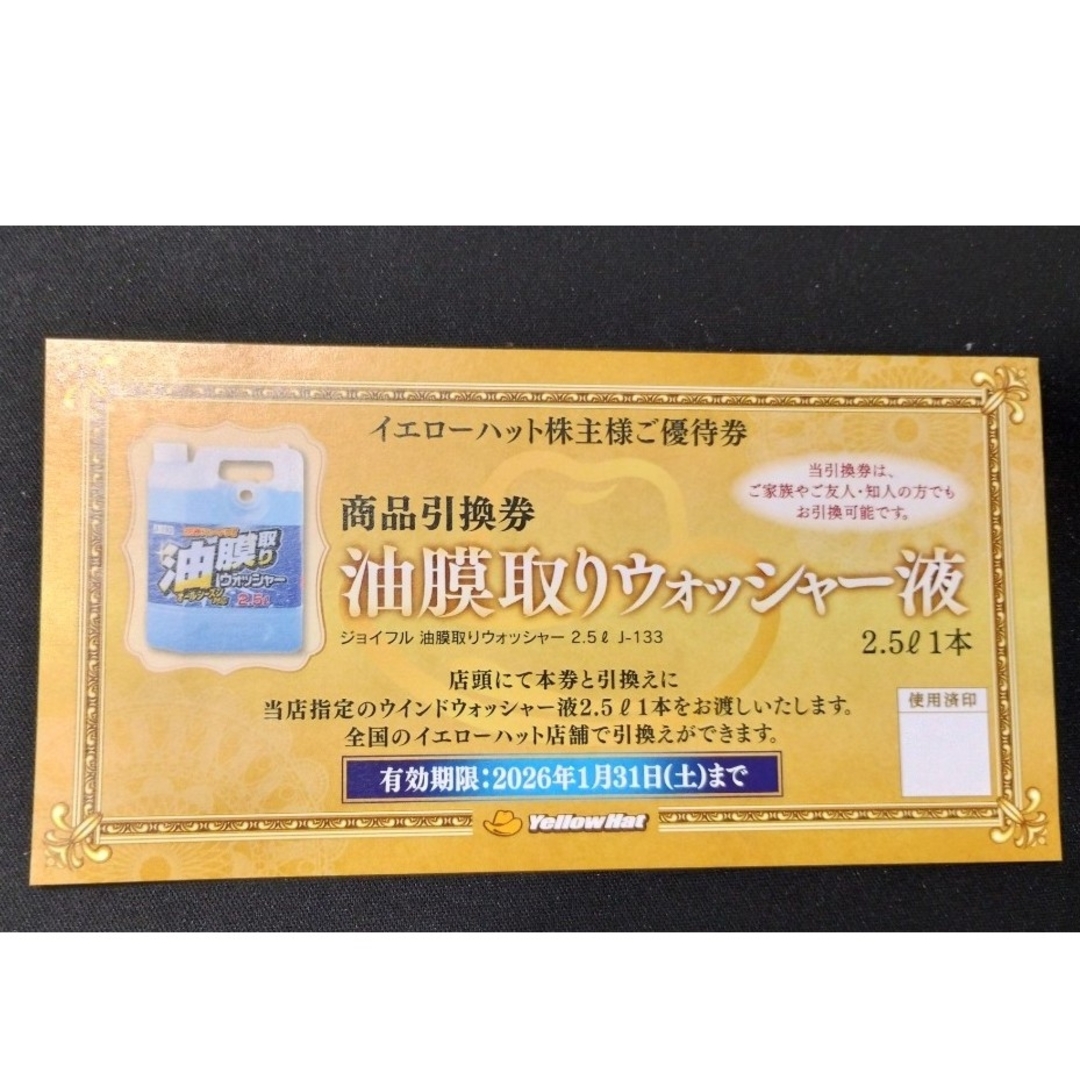 イエローハット株主様ご優待券
当引換券は、
ご家族やご友人・知人の方でも
お引換可能です。
商品引換券
油膜取りウォッシャー液
ジョイフル 油膜取りウォッシャー 2.5ℓ J-133
2.5ℓ1本
油膜取り
ウォッシャー
2.5ℓ
店頭にて本券と引換えに
当店指定のウインドウォッシャー液2.5ℓ1本をお渡しいたします。
全国のイエローハット店舗で引換えができます。
使用済印
有効期限:2026年1月31日(土)まで
Yellow Hat